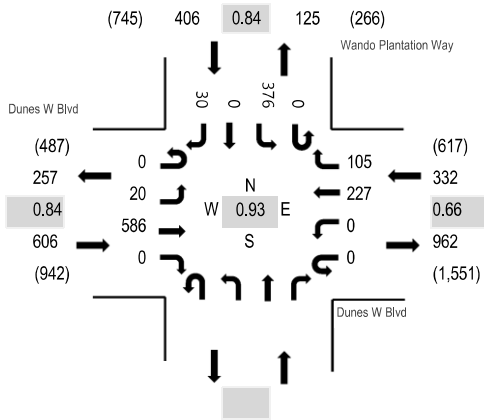 (745) 406 0.84 125 (266)
Wando Plantation Way
30 0 376 0
Dunes W Blvd
(487) (617)
0 105
257 332
20 227
N
0.84 W 0.93 E 0.66
586 0
S
606 962
0 0
(942) (1,551)
Dunes W Blvd